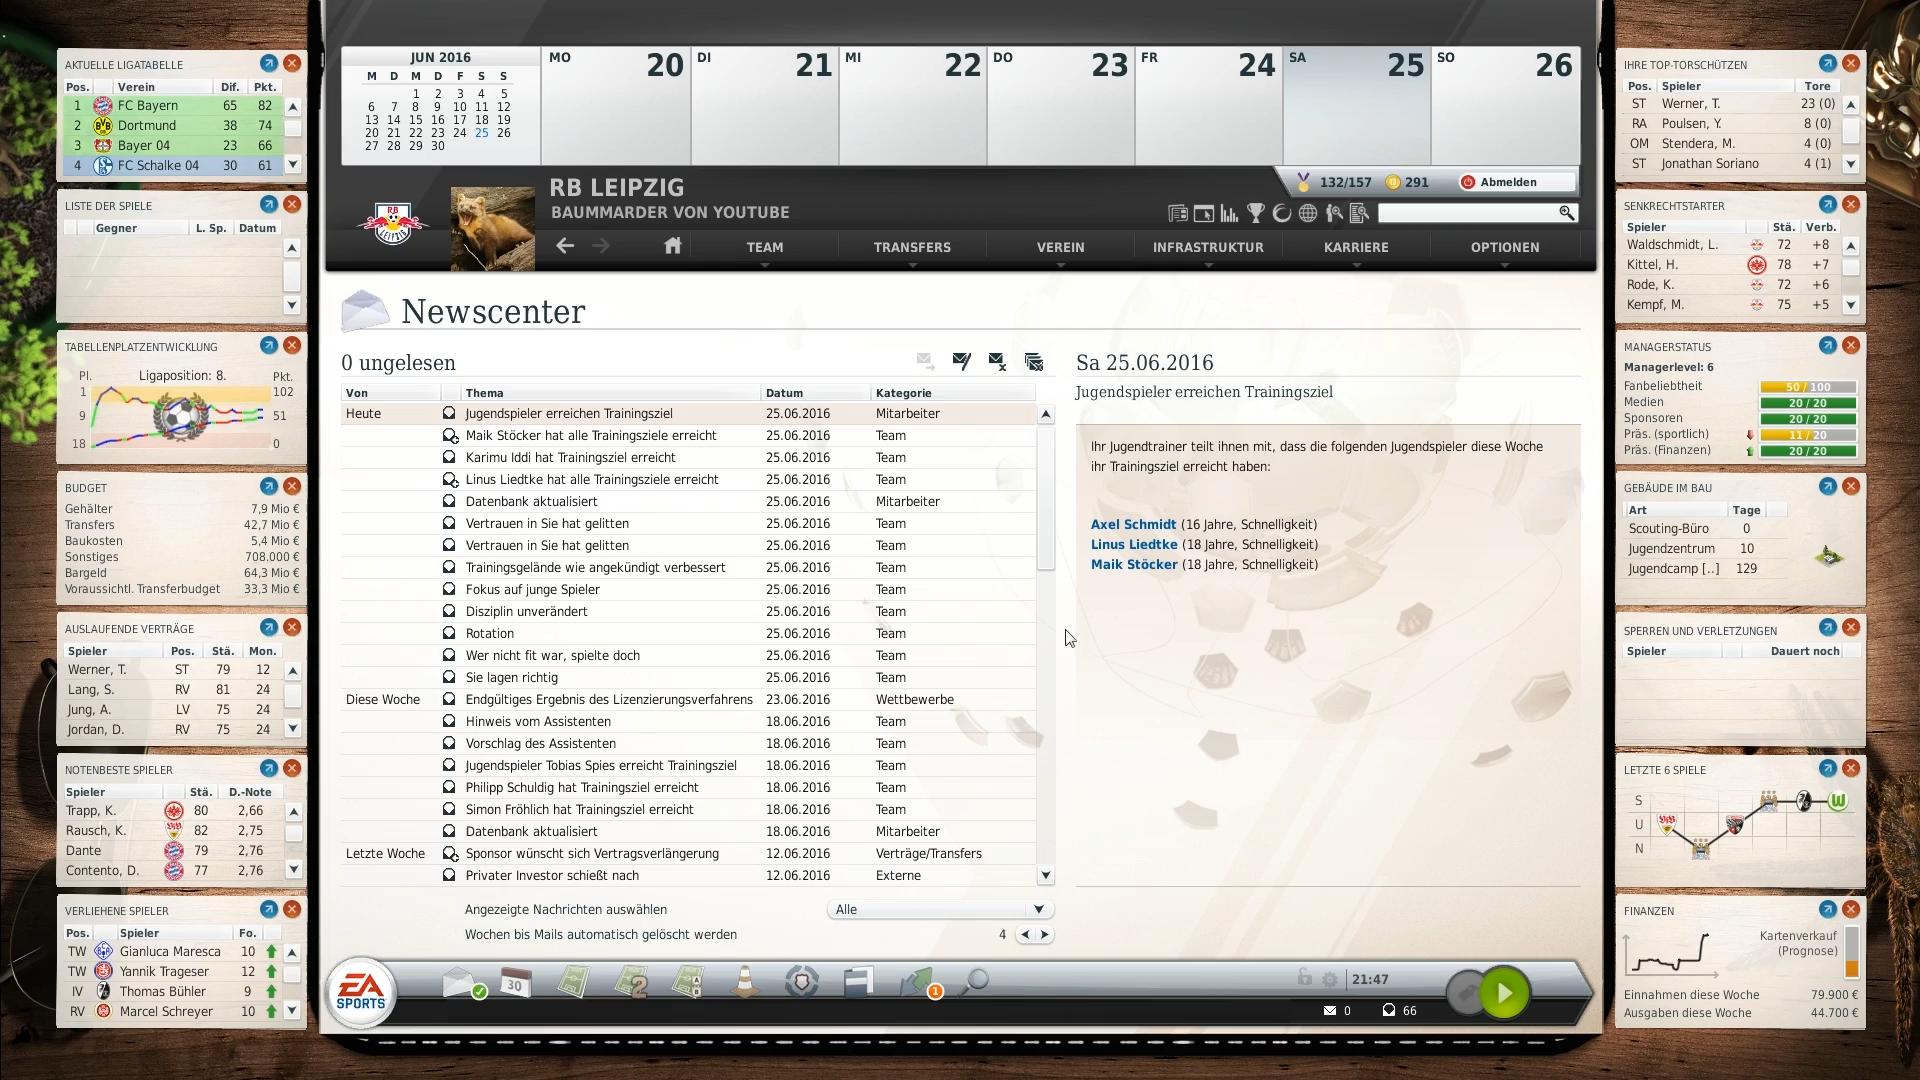 AKTUELLE LIGATABELLE
Pos. Verein Dif. Pkt.
1 FC Bayern 65 82
2 Dortmund 38 74
3 Bayer 04 23 66
4 FC Schalke 04 30 61
LISTE DER SPIELE
Gegner L. Sp. Datum
TABELLENPLATZENTWICKLUNG
Pl. Ligaposition: 8. Pkt.
1 102
9 51
18 0
BUDGET
Gehälter 7,9 Mio €
Transfers 42,7 Mio €
Baukosten 5,4 Mio €
Sonstiges 708.000 €
Bargeld 64,3 Mio €
Voraussichtl. Transferbudget 33,3 Mio €
AUSLAUFENDE VERTRÄGE
Spieler Pos. Stä. Mon.
Werner, T. ST 79 12
Lang, S. RV 81 24
Jung, A. LV 75 24
Jordan, D. RV 75 24
NOTENBESTE SPIELER
Spieler Stä. D.-Note
Trapp, K. 80 2,66
Rausch, K. 82 2,75
Dante 79 2,76
Contento, D. 77 2,76
VERLIEHENE SPIELER
Pos. Spieler Fo.
TW Gianluca Maresca 10
TW Yannik Trageser 12
IV Thomas Bühler 9
RV Marcel Schreyer 10
JUN 2016
M D M D F S S
1 2 3 4 5
6 7 8 9 10 11 12
13 14 15 16 17 18 19
20 21 22 23 24 25 26
27 28 29 30
MO 20 DI 21 MI 22 DO 23 FR 24 SA 25 SO 26
132/157 291 Abmelden
RB LEIPZIG
BAUMMARDER VON YOUTUBE
RB
LEIPZIG
TEAM TRANSFERS VEREIN INFRASTRUKTUR KARRIERE OPTIONEN
Newscenter
0 ungelesen
Von Thema Datum Kategorie
Heute Jugendspieler erreichen Trainingsziel 25.06.2016 Mitarbeiter
Maik Stöcker hat alle Trainingsziele erreicht 25.06.2016 Team
Karimu Iddi hat Trainingsziel erreicht 25.06.2016 Team
Linus Liedtke hat alle Trainingsziele erreicht 25.06.2016 Team
Datenbank aktualisiert 25.06.2016 Mitarbeiter
Vertrauen in Sie hat gelitten 25.06.2016 Team
Vertrauen in Sie hat gelitten 25.06.2016 Team
Trainingsgelände wie angekündigt verbessert 25.06.2016 Team
Fokus auf junge Spieler 25.06.2016 Team
Disziplin unverändert 25.06.2016 Team
Rotation 25.06.2016 Team
Wer nicht fit war, spielte doch 25.06.2016 Team
Sie lagen richtig 25.06.2016 Team
Diese Woche Endgültiges Ergebnis des Lizenzierungsverfahrens 23.06.2016 Wettbewerbe
Hinweis vom Assistenten 18.06.2016 Team
Vorschlag des Assistenten 18.06.2016 Team
Jugendspieler Tobias Spies erreicht Trainingsziel 18.06.2016 Team
Philipp Schuldig hat Trainingsziel erreicht 18.06.2016 Team
Simon Fröhlich hat Trainingsziel erreicht 18.06.2016 Team
Datenbank aktualisiert 18.06.2016 Mitarbeiter
Letzte Woche Sponsor wünscht sich Vertragsverlängerung 12.06.2016 Verträge/Transfers
Privater Investor schießt nach 12.06.2016 Externe
Angezeigte Nachrichten auswählen Alle
Wochen bis Mails automatisch gelöscht werden 4
Sa 25.06.2016
Jugendspieler erreichen Trainingsziel
Ihr Jugendtrainer teilt ihnen mit, dass die folgenden Jugendspieler diese Woche
ihr Trainingsziel erreicht haben:
Axel Schmidt (16 Jahre, Schnelligkeit)
Linus Liedtke (18 Jahre, Schnelligkeit)
Maik Stöcker (18 Jahre, Schnelligkeit)
EA
SPORTS
30
2
1
21:47
0 66
IHRE TOP-TORSCHÜTZEN
Pos. Spieler Tore
ST Werner, T. 23 (0)
RA Poulsen, Y. 8 (0)
OM Stendera, M. 4 (0)
ST Jonathan Soriano 4 (1)
SENKRECHTSTARTER
Spieler Stä. Verb.
Waldschmidt, L. 72 +8
Kittel, H. 78 +7
Rode, K. 72 +6
Kempf, M. 75 +5
MANAGERSTATUS
Managerlevel: 6
Fanbeliebtheit 50 / 100
Medien 20 / 20
Sponsoren 20 / 20
Präs. (sportlich) 11 / 20
Präs. (Finanzen) 20 / 20
GEBÄUDE IM BAU
Art Tage
Scouting-Büro 0
Jugendzentrum 10
Jugendcamp [..] 129
SPERREN UND VERLETZUNGEN
Spieler Dauert noch
LETZTE 6 SPIELE
S
U
N
FINANZEN
Kartenverkauf
(Prognose)
Einnahmen diese Woche 79.900 €
Ausgaben diese Woche 44.700 €